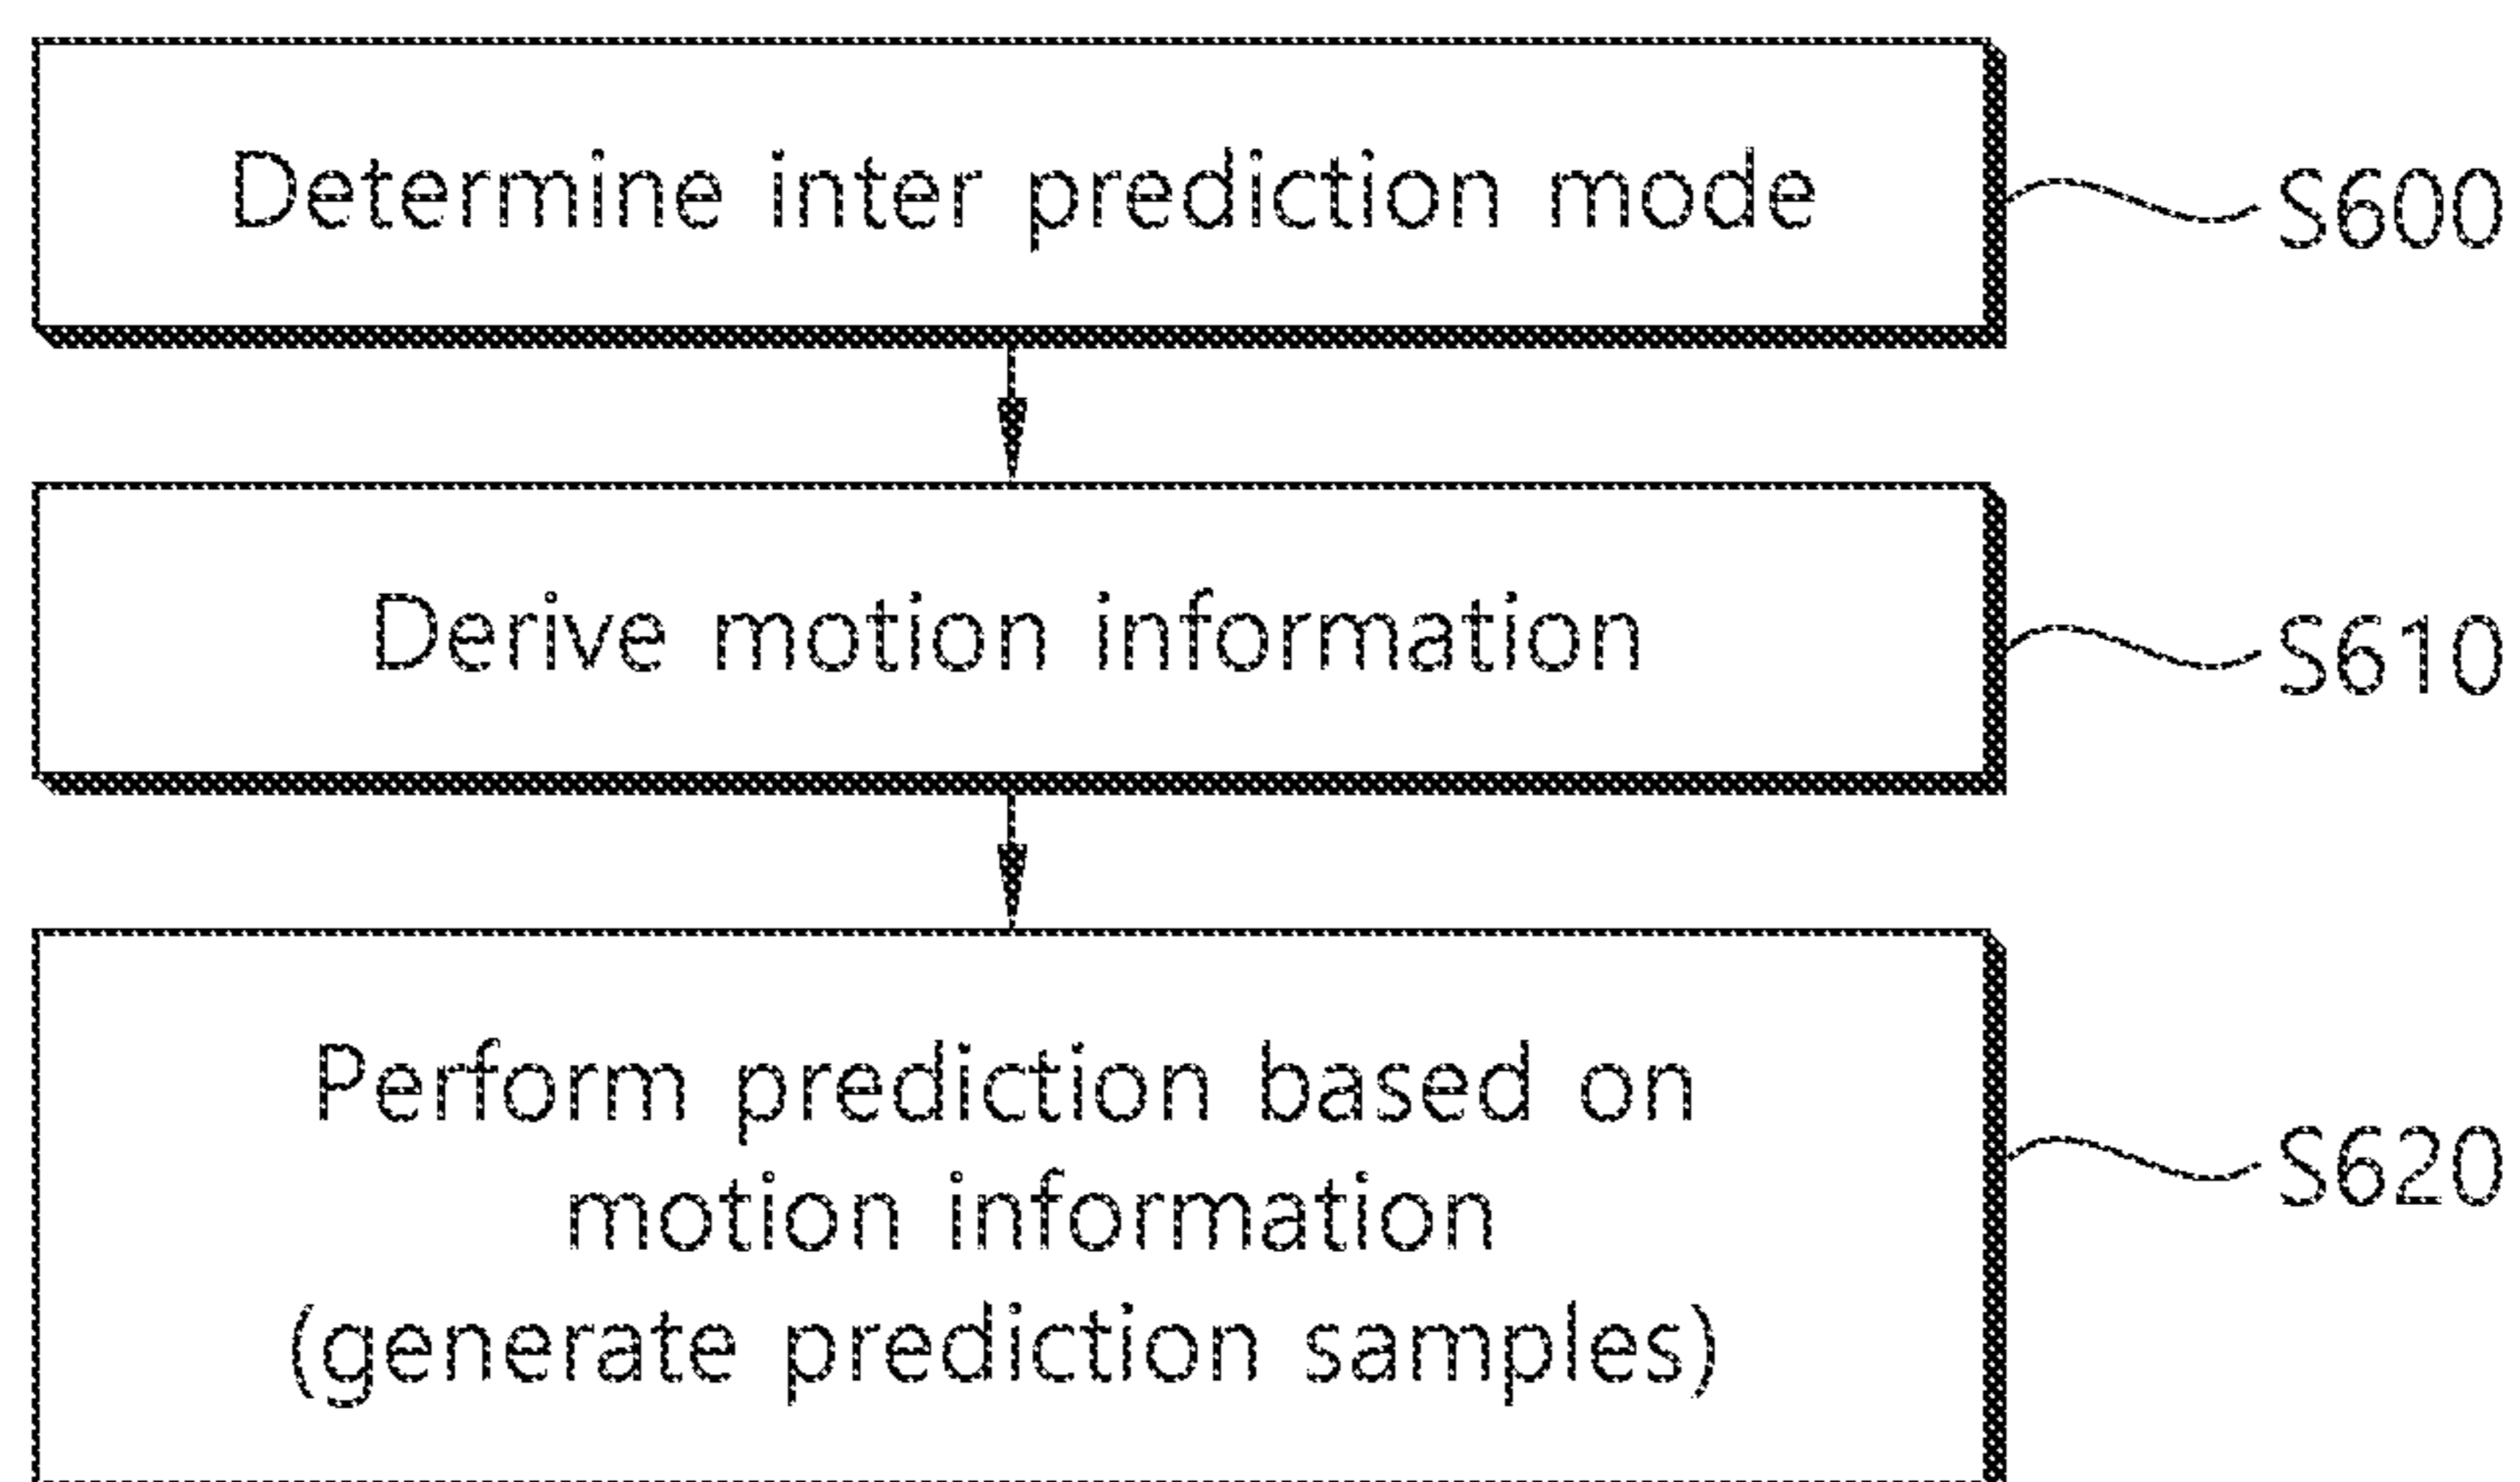 Determine inter prediction mode
S600
Derive motion information
S610
Perform prediction based on
motion information
(generate prediction samples)
S620